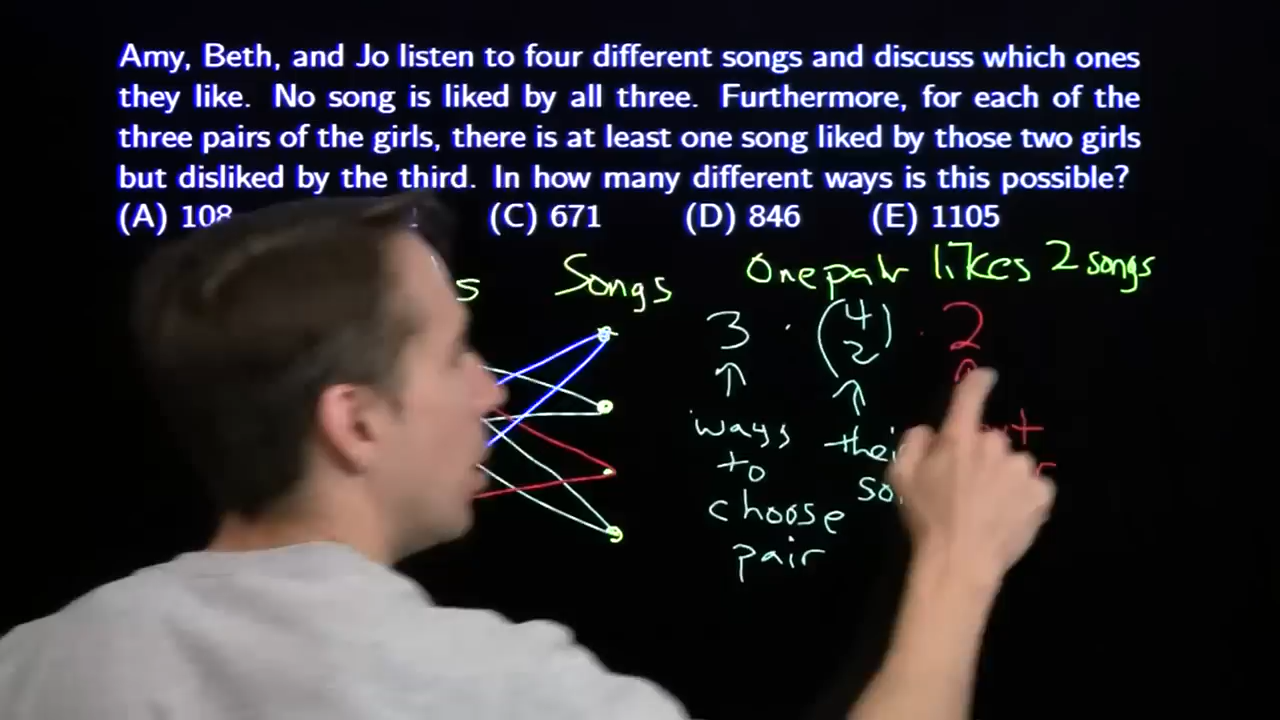 Amy, Beth, and Jo listen to four different songs and discuss which ones
they like. No song is liked by all three. Furthermore, for each of the
three pairs of the girls, there is at least one song liked by those two girls
but disliked by the third. In how many different ways is this possible?
(A) 108 (C) 671 (D) 846 (E) 1105
Songs One pair likes 2 songs
3 · (4 2) · 2
ways
to
choose
pair